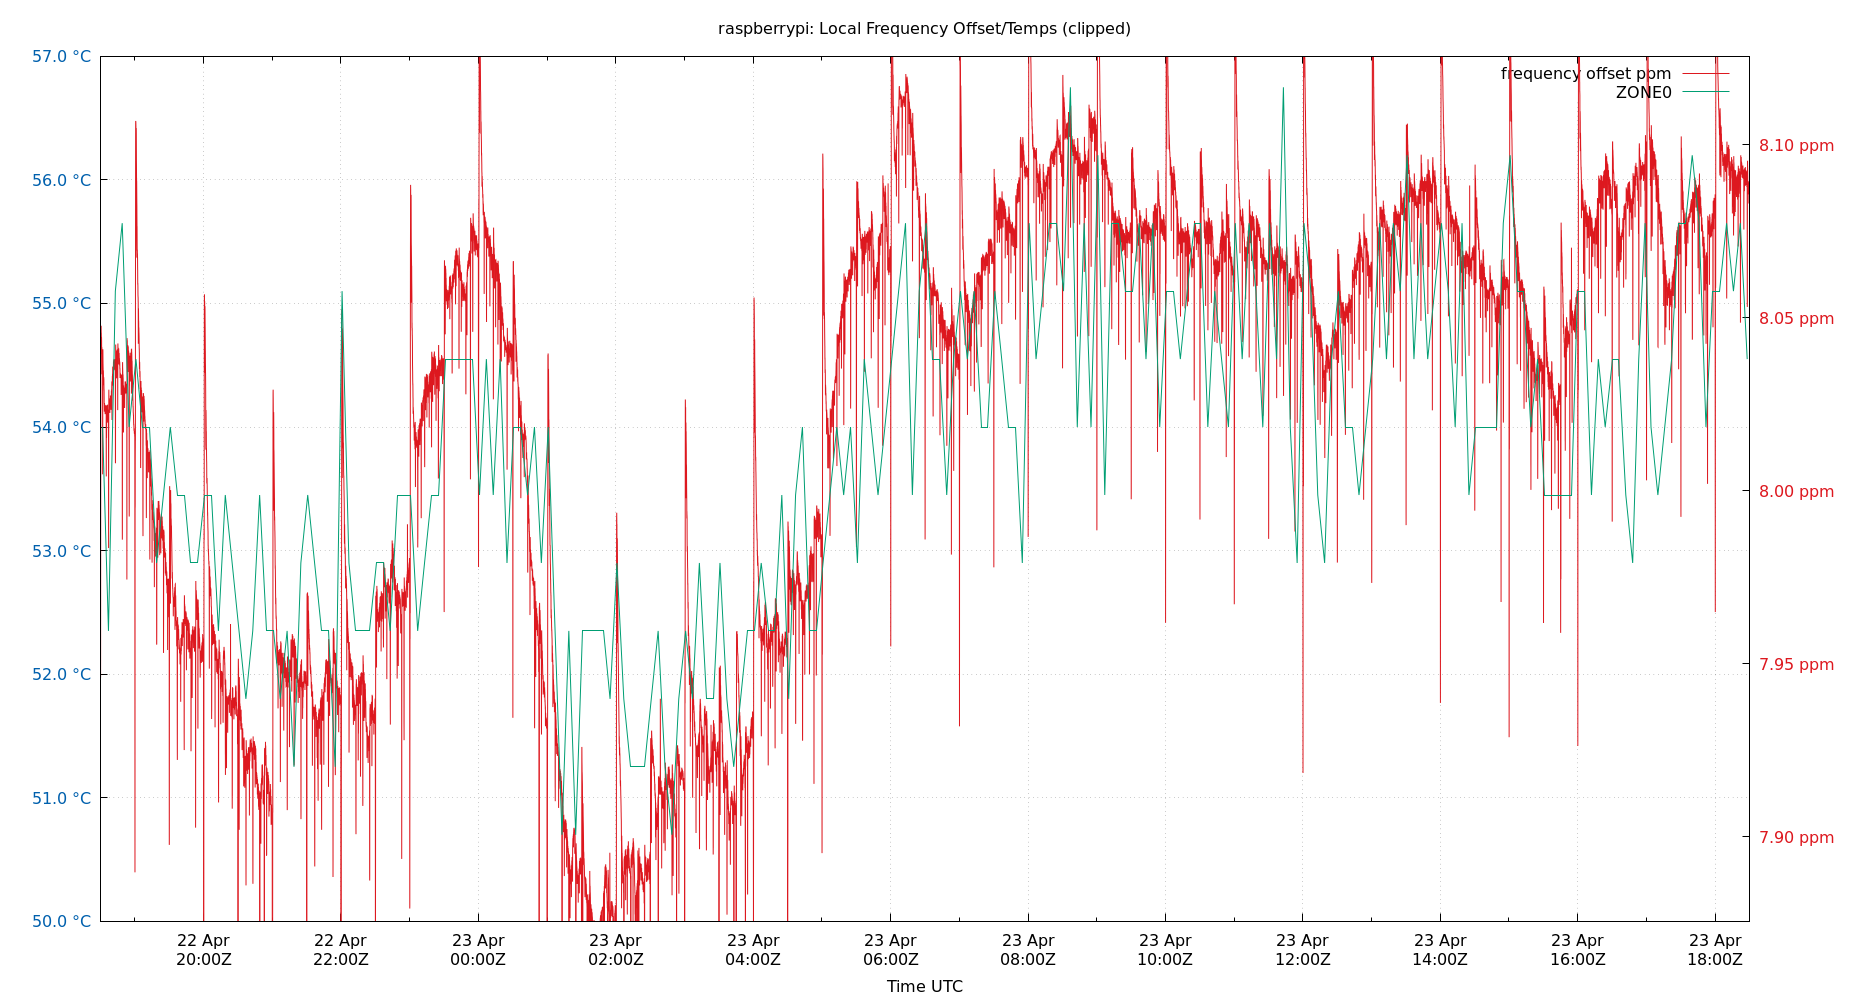 raspberrypi: Local Frequency Offset/Temps (clipped)
57.0 °C
56.0 °C
55.0 °C
54.0 °C
53.0 °C
52.0 °C
51.0 °C
50.0 °C
frequency offset ppm
ZONE0
8.10 ppm
8.05 ppm
8.00 ppm
7.95 ppm
7.90 ppm
22 Apr 22 Apr 23 Apr 23 Apr 23 Apr 23 Apr 23 Apr 23 Apr 23 Apr 23 Apr 23 Apr 23 Apr
20:00Z 22:00Z 00:00Z 02:00Z 04:00Z 06:00Z 08:00Z 10:00Z 12:00Z 14:00Z 16:00Z 18:00Z
Time UTC